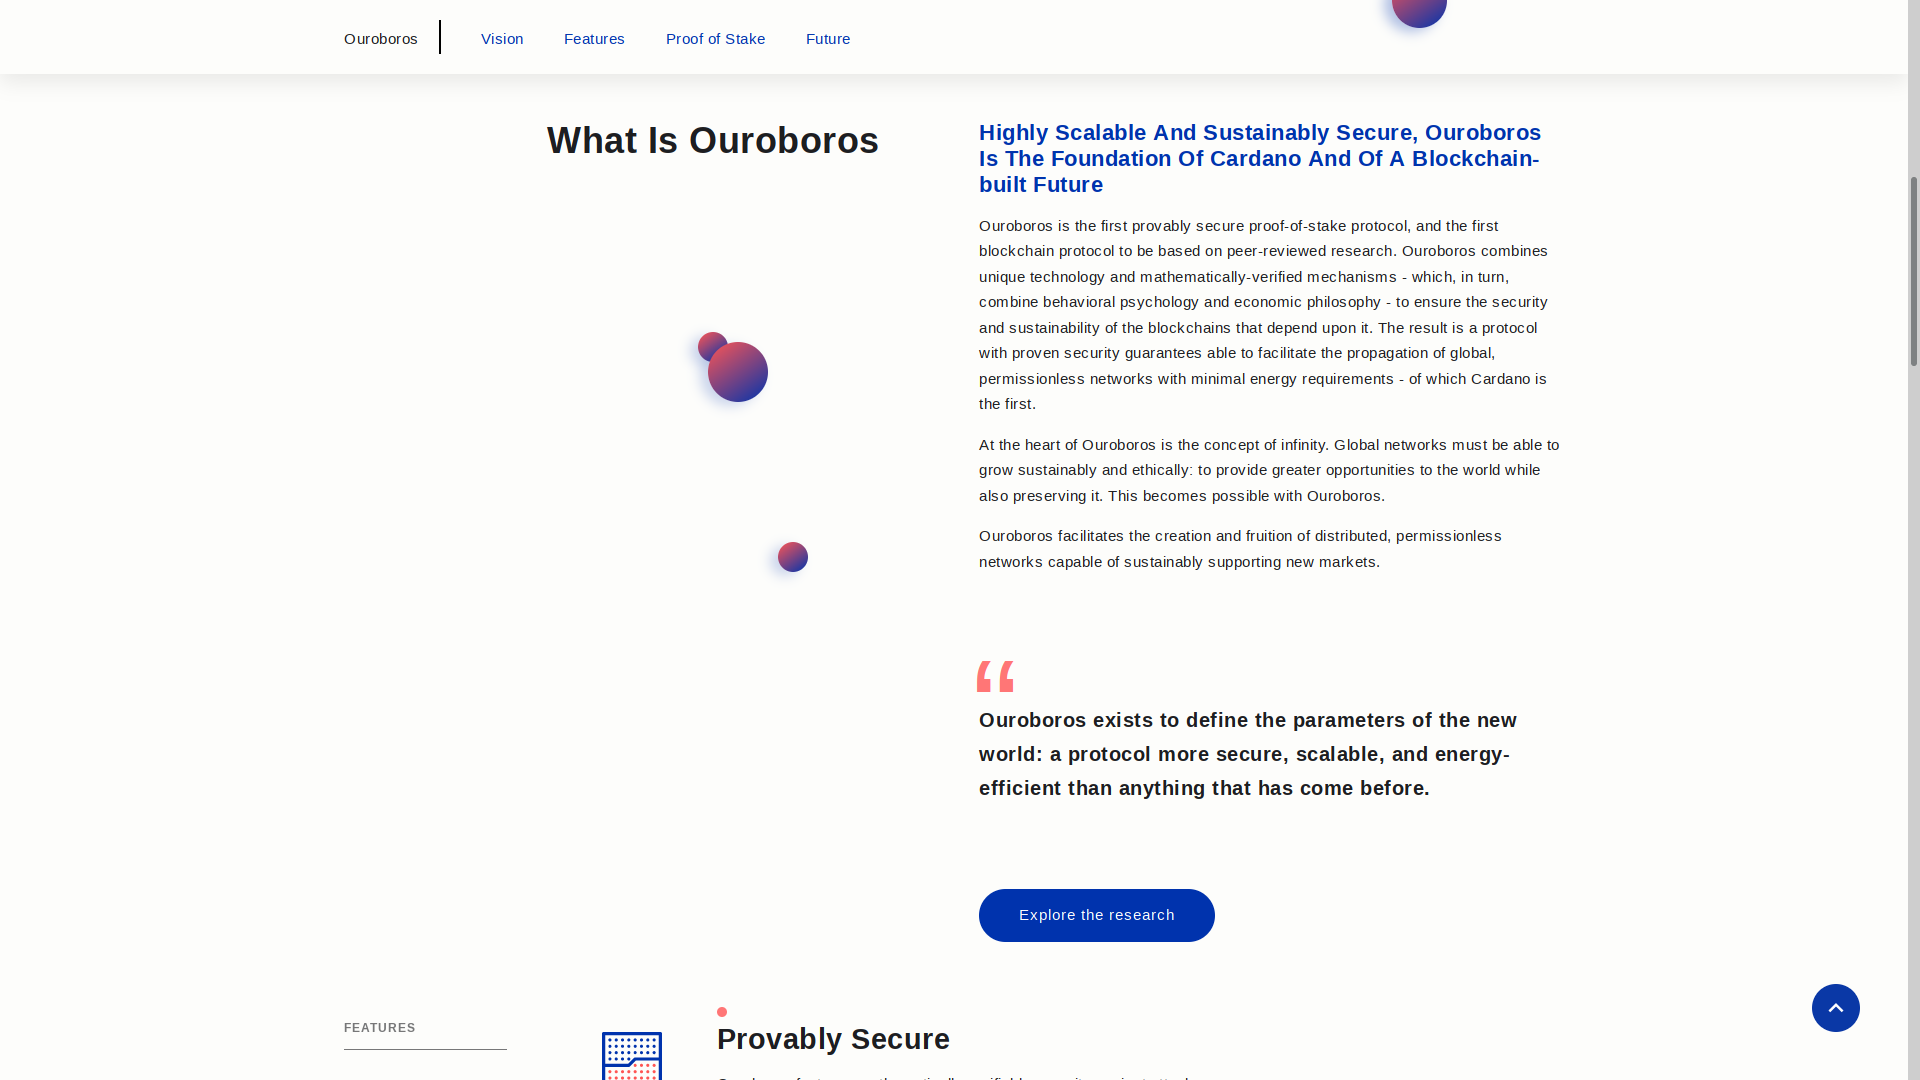 Ouroboros
Vision
Features
Proof of Stake
Future
What Is Ouroboros
Highly Scalable And Sustainably Secure, Ouroboros
Is The Foundation Of Cardano And Of A Blockchain-
built Future
Ouroboros is the first provably secure proof-of-stake protocol, and the first
blockchain protocol to be based on peer-reviewed research. Ouroboros combines
unique technology and mathematically-verified mechanisms - which, in turn,
combine behavioral psychology and economic philosophy - to ensure the security
and sustainability of the blockchains that depend upon it. The result is a protocol
with proven security guarantees able to facilitate the propagation of global,
permissionless networks with minimal energy requirements - of which Cardano is
the first.
At the heart of Ouroboros is the concept of infinity. Global networks must be able to
grow sustainably and ethically: to provide greater opportunities to the world while
also preserving it. This becomes possible with Ouroboros.
Ouroboros facilitates the creation and fruition of distributed, permissionless
networks capable of sustainably supporting new markets.
“
Ouroboros exists to define the parameters of the new
world: a protocol more secure, scalable, and energy-
efficient than anything that has come before.
Explore the research
FEATURES
Provably Secure